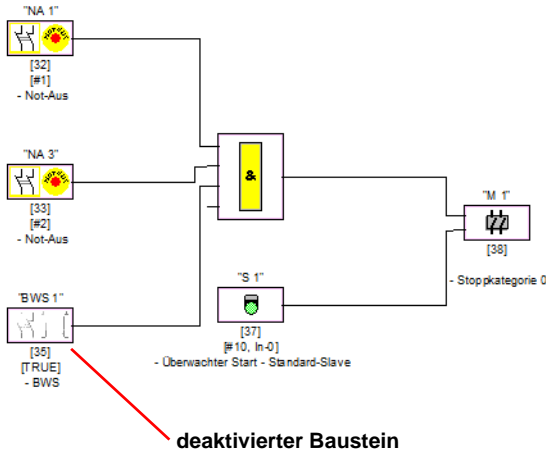 "NA 1"
[32]
[#1]
- Not-Aus
"NA 3"
[33]
[#2]
- Not-Aus
&
"M 1"
[38]
- Stoppkategorie 0
"S 1"
[37]
[#10, In-0]
- Überwachter Start - Standard-Slave
"BWS 1"
[35]
[TRUE]
- BWS
deaktivierter Baustein